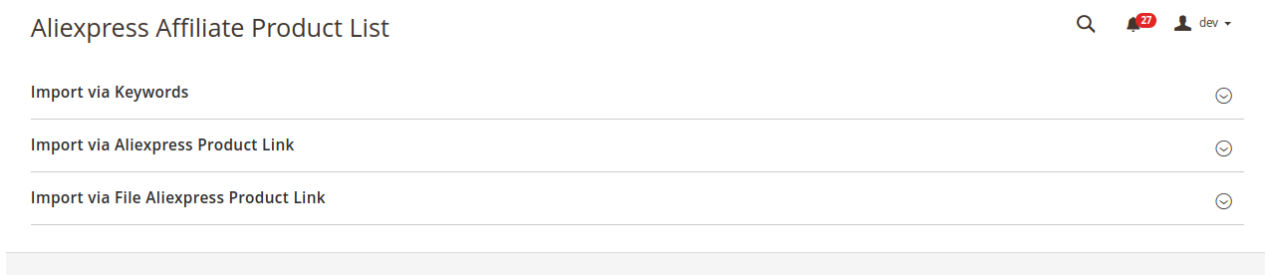 Aliexpress Affiliate Product List
27
dev
Import via Keywords
Import via Aliexpress Product Link
Import via File Aliexpress Product Link